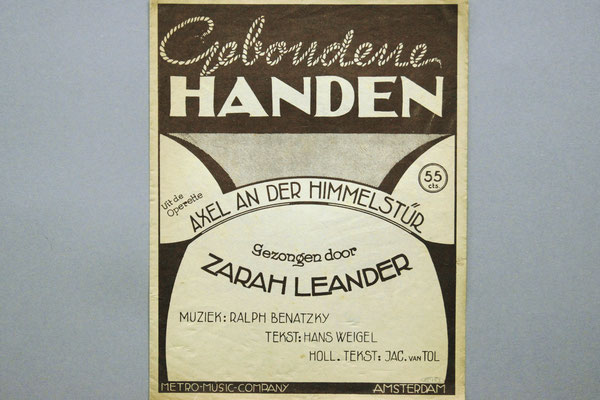 Gebondene
HANDEN
55
cts.
Uit de
Operette
AXEL AN DER HIMMELSTÜR
Gezongen door
ZARAH LEANDER
MUZIEK: RALPH BENATZKY
TEKST: HANS WEIGEL
HOLL. TEKST: JAC. VAN TOL
METRO-MUSIC-COMPANY AMSTERDAM